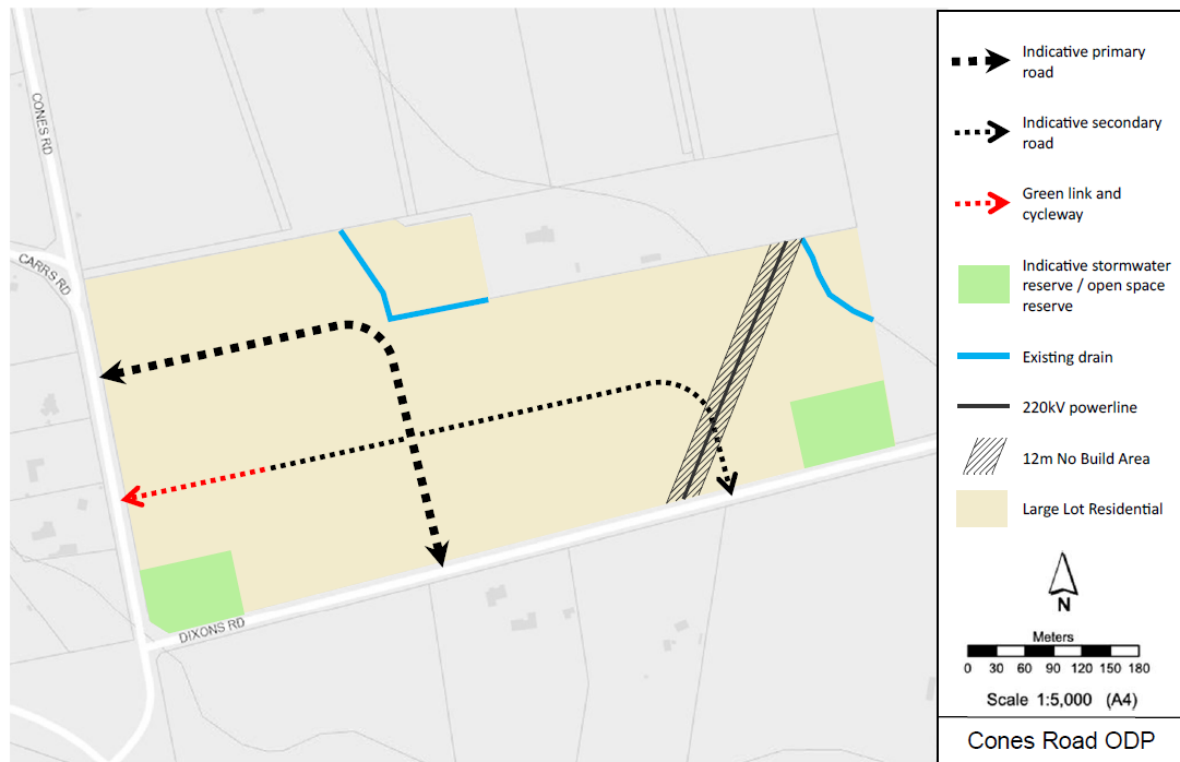 CONES RD
CARRS RD
DIXONS RD
Indicative primary
road
Indicative secondary
road
Green link and
cycleway
Indicative stormwater
reserve / open space
reserve
Existing drain
220kV powerline
12m No Build Area
Large Lot Residential
N
Meters
0 30 60 90 120 150 180
Scale 1:5,000 (A4)
Cones Road ODP